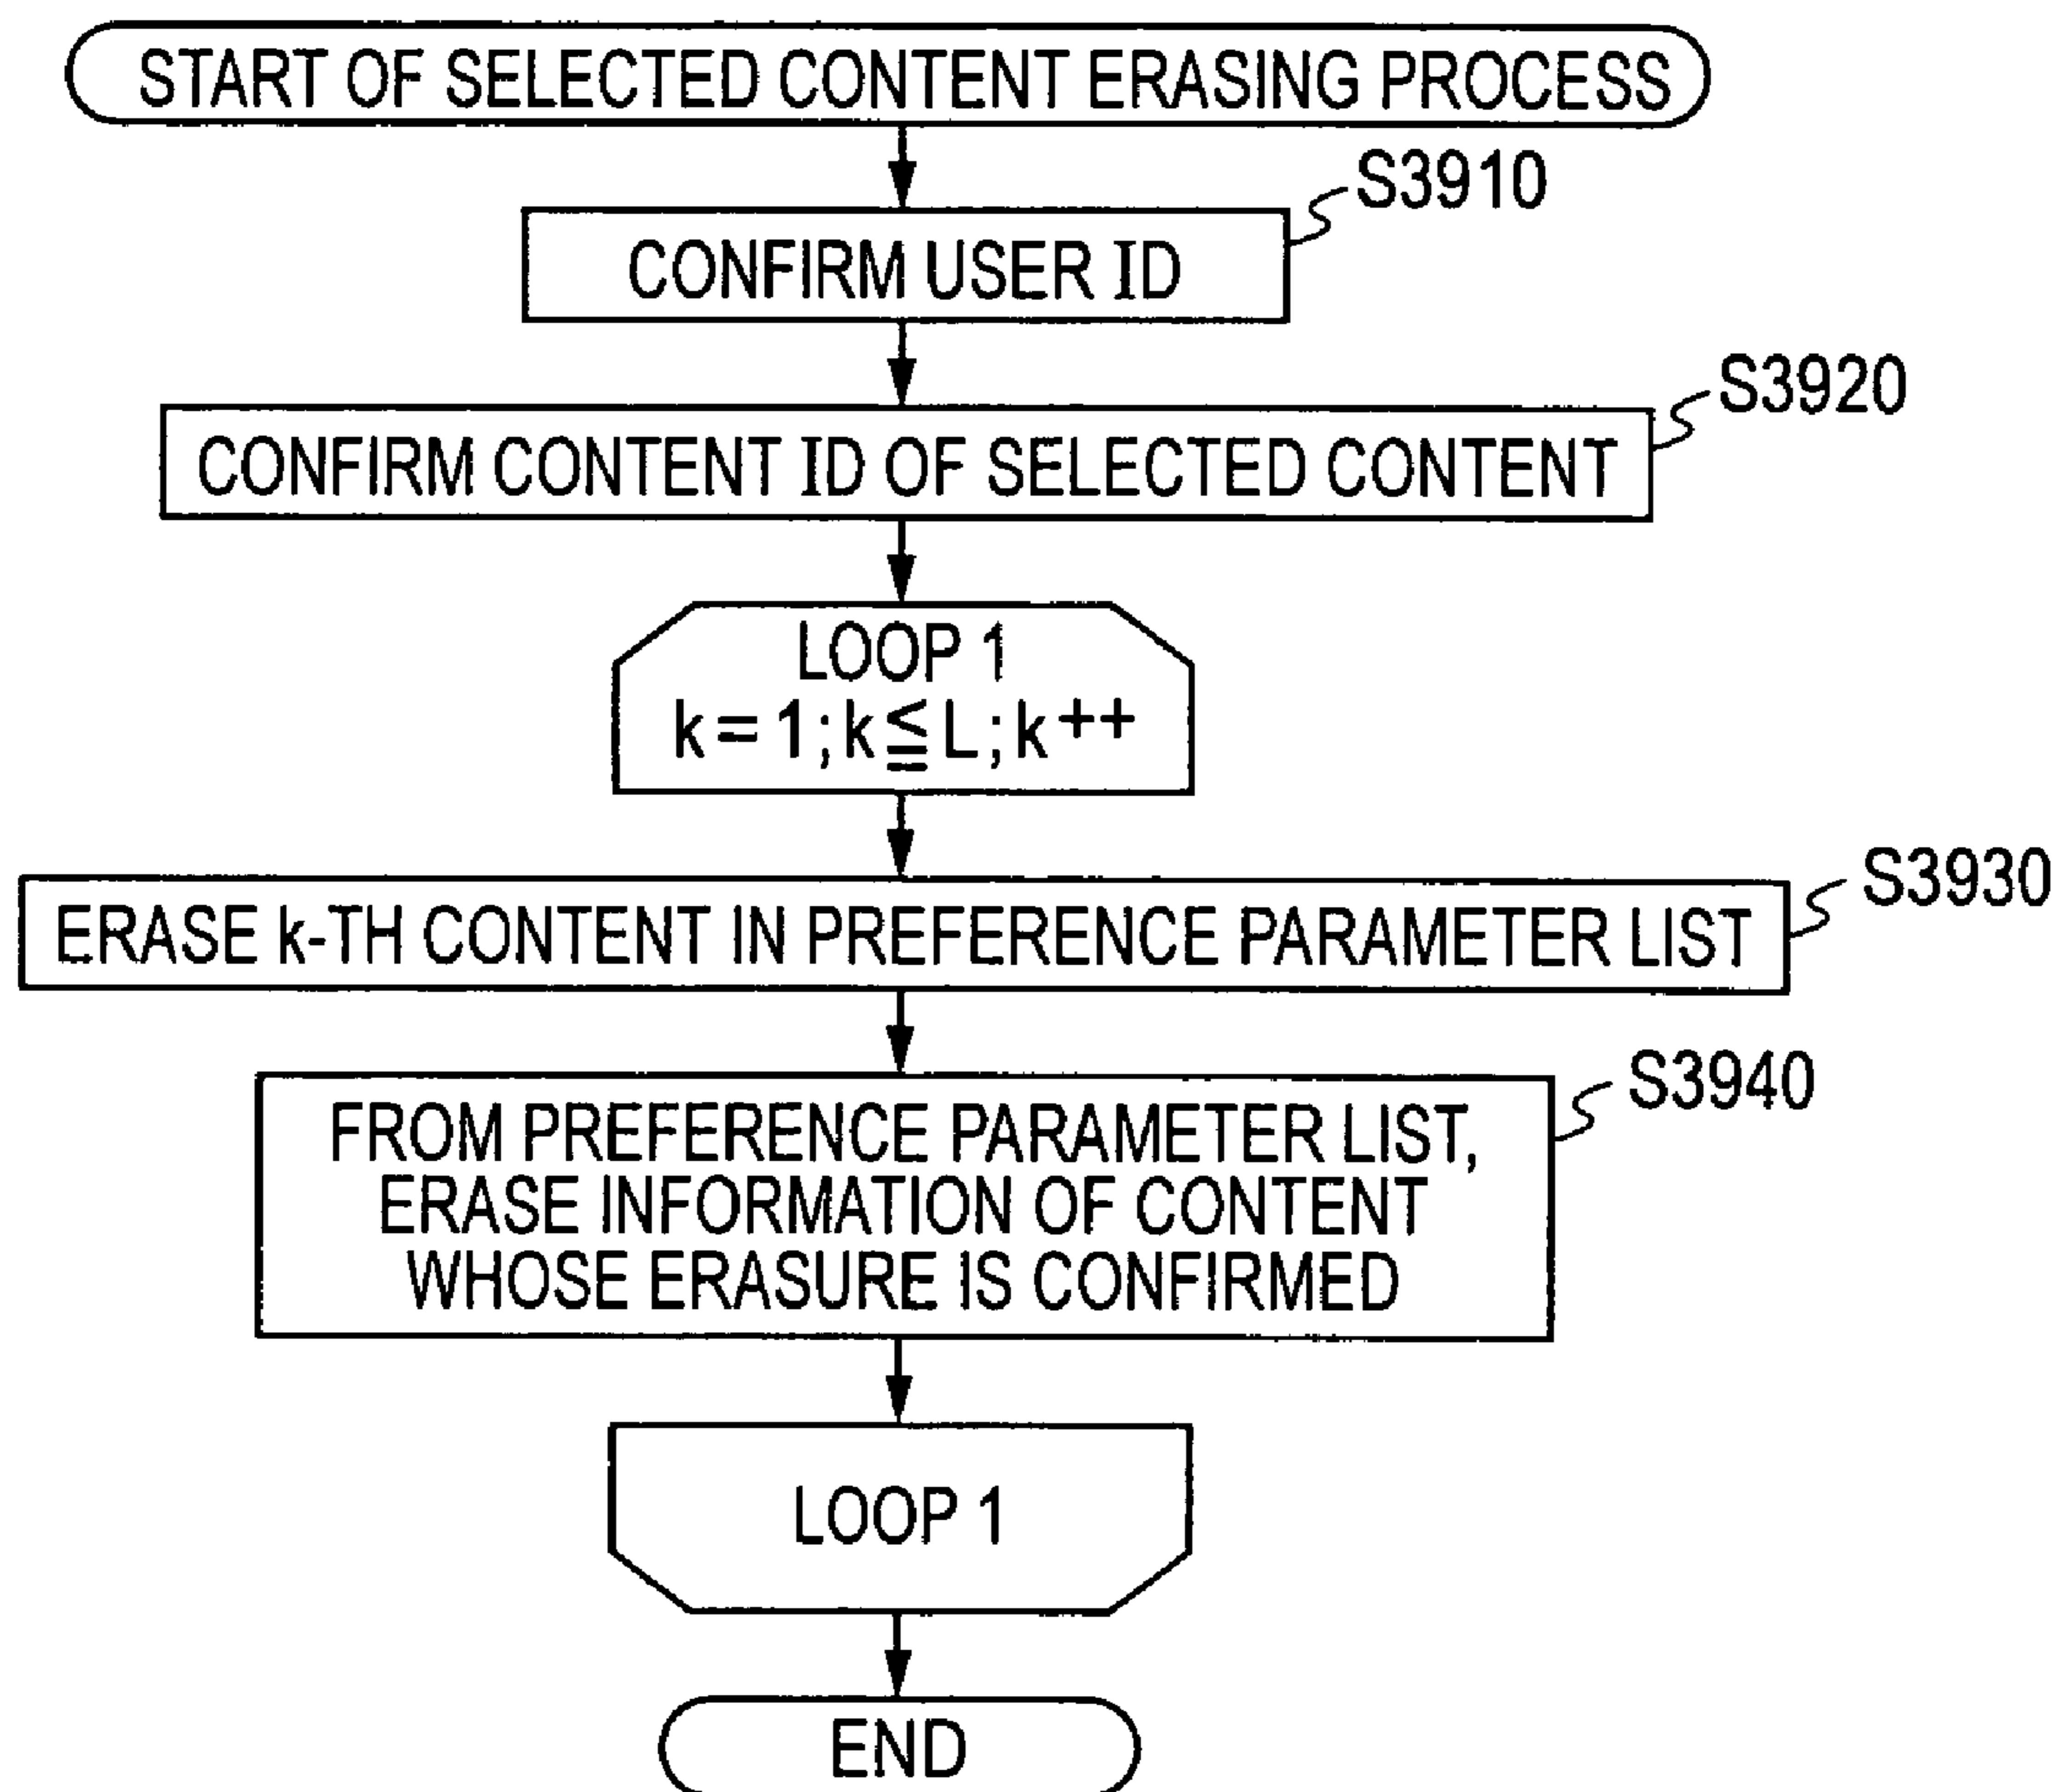 START OF SELECTED CONTENT ERASING PROCESS
S3910
CONFIRM USER ID
S3920
CONFIRM CONTENT ID OF SELECTED CONTENT
LOOP 1
k=1;k≦L;k++
S3930
ERASE k-TH CONTENT IN PREFERENCE PARAMETER LIST
S3940
FROM PREFERENCE PARAMETER LIST,
ERASE INFORMATION OF CONTENT
WHOSE ERASURE IS CONFIRMED
LOOP 1
END